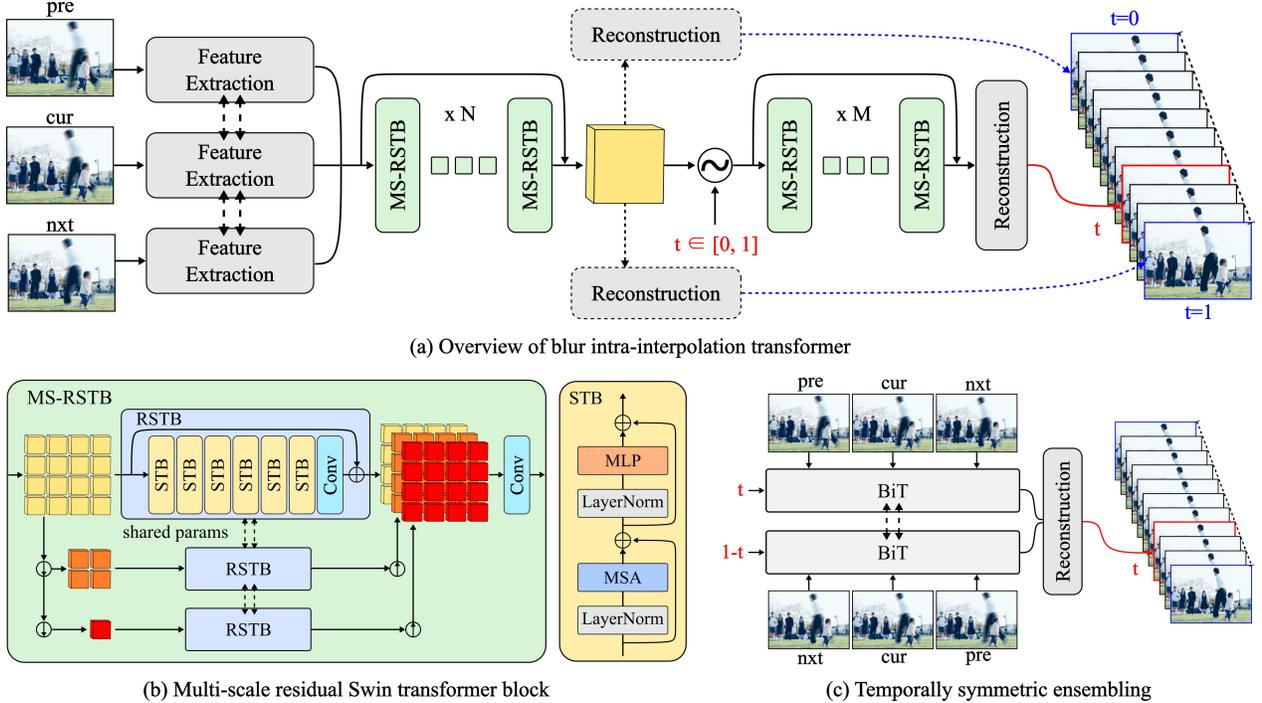 pre
Feature
Extraction
cur
Feature
Extraction
nxt
Feature
Extraction
MS-RSTB
x N
MS-RSTB
Reconstruction
Reconstruction
t ∈ [0, 1]
MS-RSTB
x M
MS-RSTB
Reconstruction
t=0
t
t=1
(a) Overview of blur intra-interpolation transformer
MS-RSTB
RSTB
STB
STB
STB
STB
STB
STB
Conv
Conv
shared params
RSTB
RSTB
(b) Multi-scale residual Swin transformer block
STB
MLP
LayerNorm
MSA
LayerNorm
pre
cur
nxt
t
BiT
1-t
BiT
nxt
cur
pre
Reconstruction
t
(c) Temporally symmetric ensembling